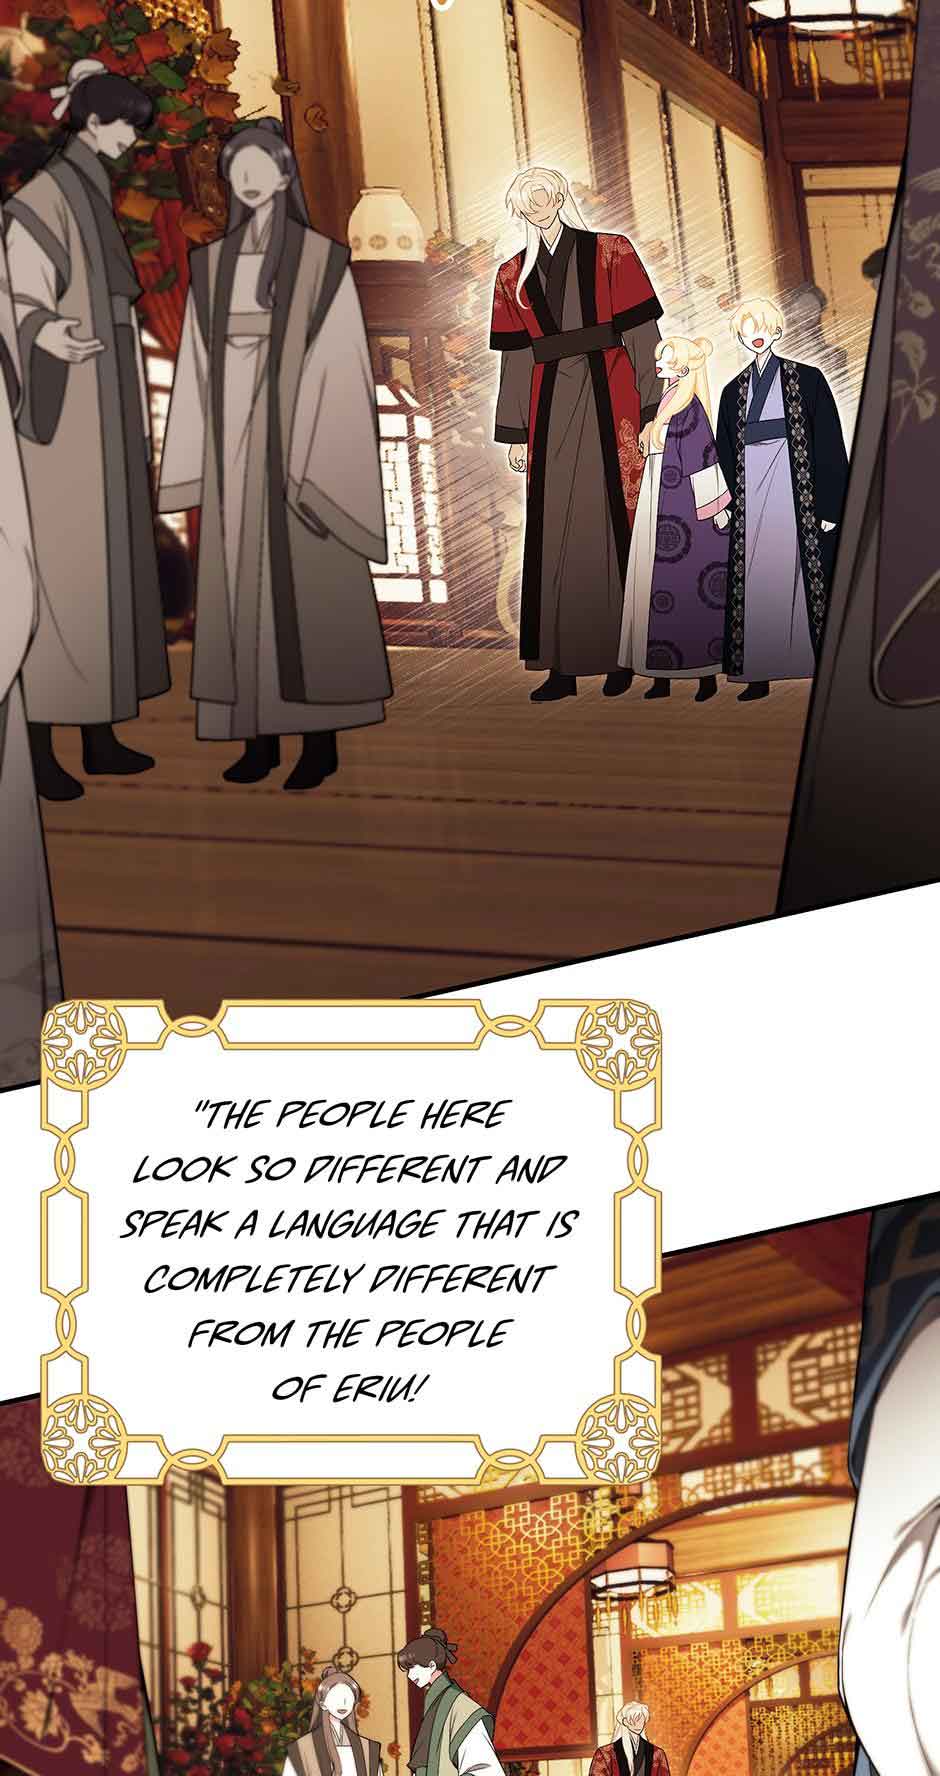 "THE PEOPLE HERE
LOOK SO DIFFERENT AND
SPEAK A LANGUAGE THAT IS
COMPLETELY DIFFERENT
FROM THE PEOPLE
OF ERIU!